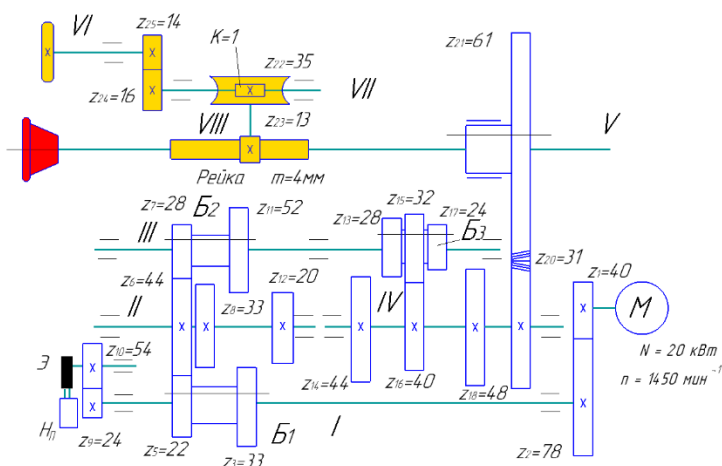 VI
z25=14
K=1
z22=35
z21=61
z24=16
VII
z23=13
VIII
V
Рейка m=4мм
z7=28
Б2
z11=52
z15=32
z13=28
z17=24
III
Б3
z6=44
z12=20
z20=31
z1=40
II
z8=33
IV
М
z10=54
N = 20 кВт
Э
n = 1450 мин⁻¹
z14=44
z16=40
z18=48
Нп
z9=24
z5=22
Б1
I
z3=33
z2=78